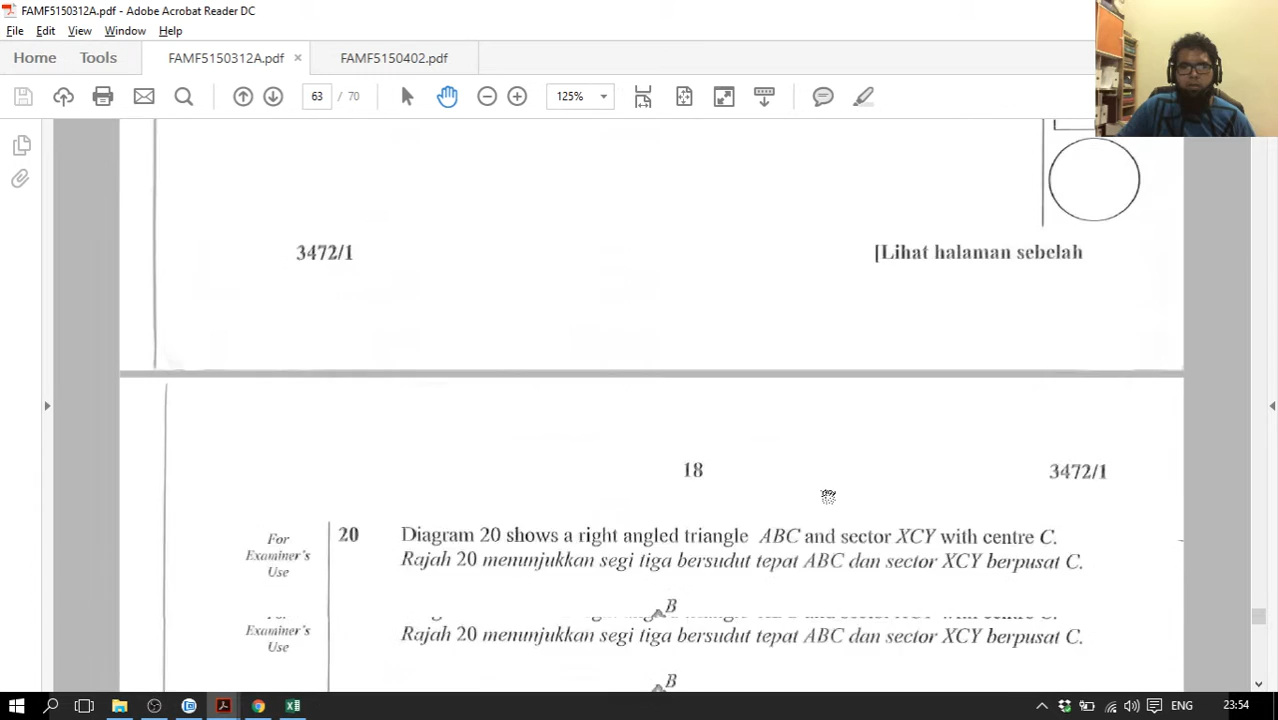 FAMF5150312A.pdf - Adobe Acrobat Reader DC
File Edit View Window Help
Home Tools FAMF5150312A.pdf × FAMF5150402.pdf
63 / 70 125%
3472/1 [Lihat halaman sebelah
18 3472/1
For
Examiner's
Use
20 Diagram 20 shows a right angled triangle ABC and sector XCY with centre C.
Rajah 20 menunjukkan segi tiga bersudut tepat ABC dan sector XCY berpusat C.
B
Examiner's
Use
Rajah 20 menunjukkan segi tiga bersudut tepat ABC dan sector XCY berpusat C.
B
ENG 23:54